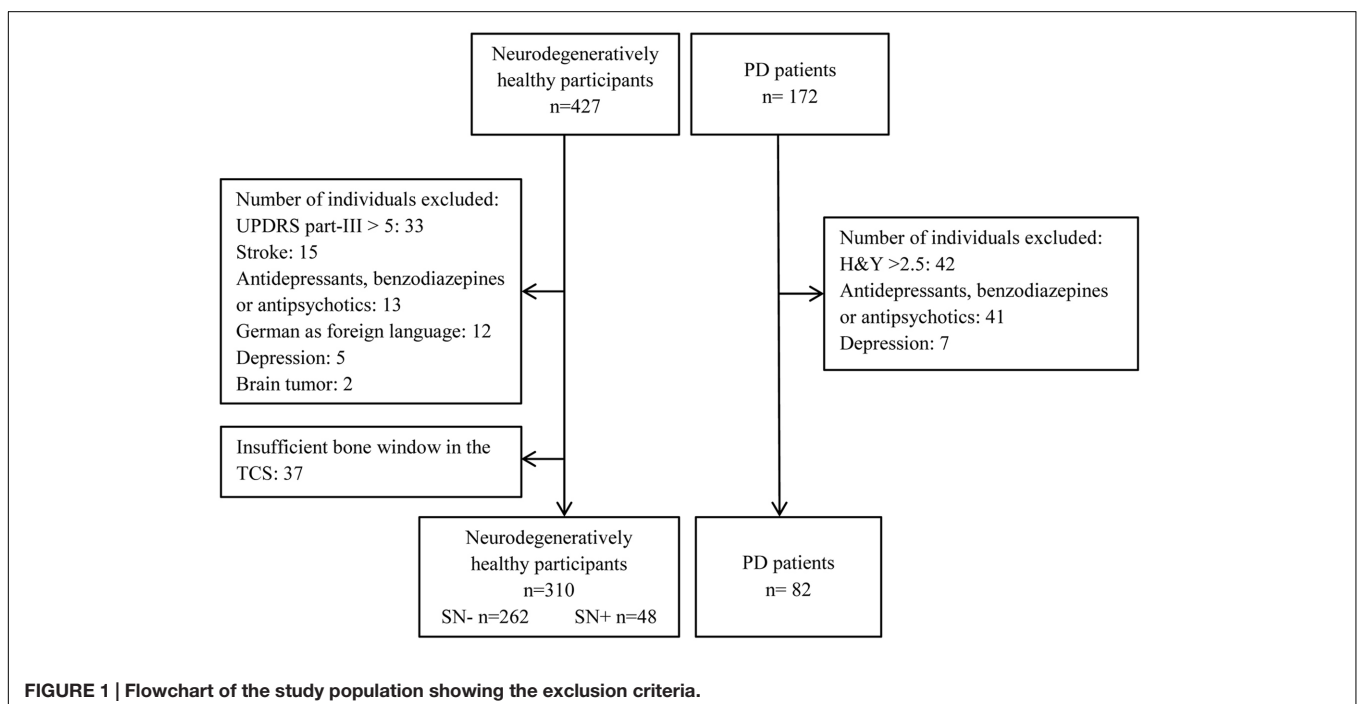 Neurodegeneratively
healthy participants
n=427
PD patients
n= 172
Number of individuals excluded:
UPDRS part-III > 5: 33
Stroke: 15
Antidepressants, benzodiazepines
or antipsychotics: 13
German as foreign language: 12
Depression: 5
Brain tumor: 2
Number of individuals excluded:
H&Y >2.5: 42
Antidepressants, benzodiazepines
or antipsychotics: 41
Depression: 7
Insufficient bone window in the
TCS: 37
Neurodegeneratively
healthy participants
n=310
SN- n=262 SN+ n=48
PD patients
n= 82
FIGURE 1 | Flowchart of the study population showing the exclusion criteria.